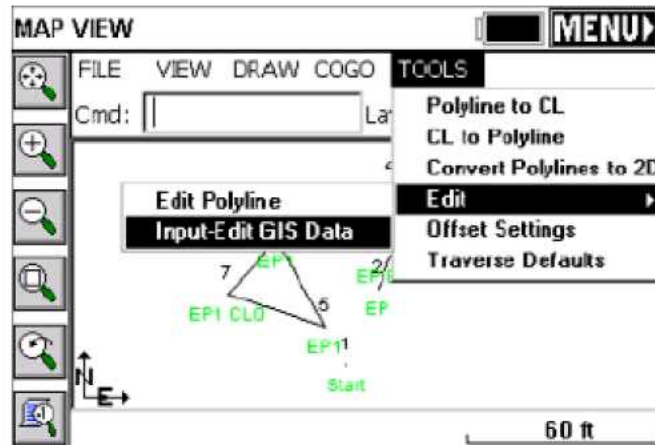 MAP VIEW
MENU
FILE VIEW DRAW COGO TOOLS
Cmd:
Polyline to CL
CL to Polyline
Convert Polylines to 2D
Edit
Offset Settings
Traverse Defaults
Edit Polyline
Input-Edit GIS Data
7
2
EP1 CL0
5
EP
EP1
1
Start
N
E
60 ft